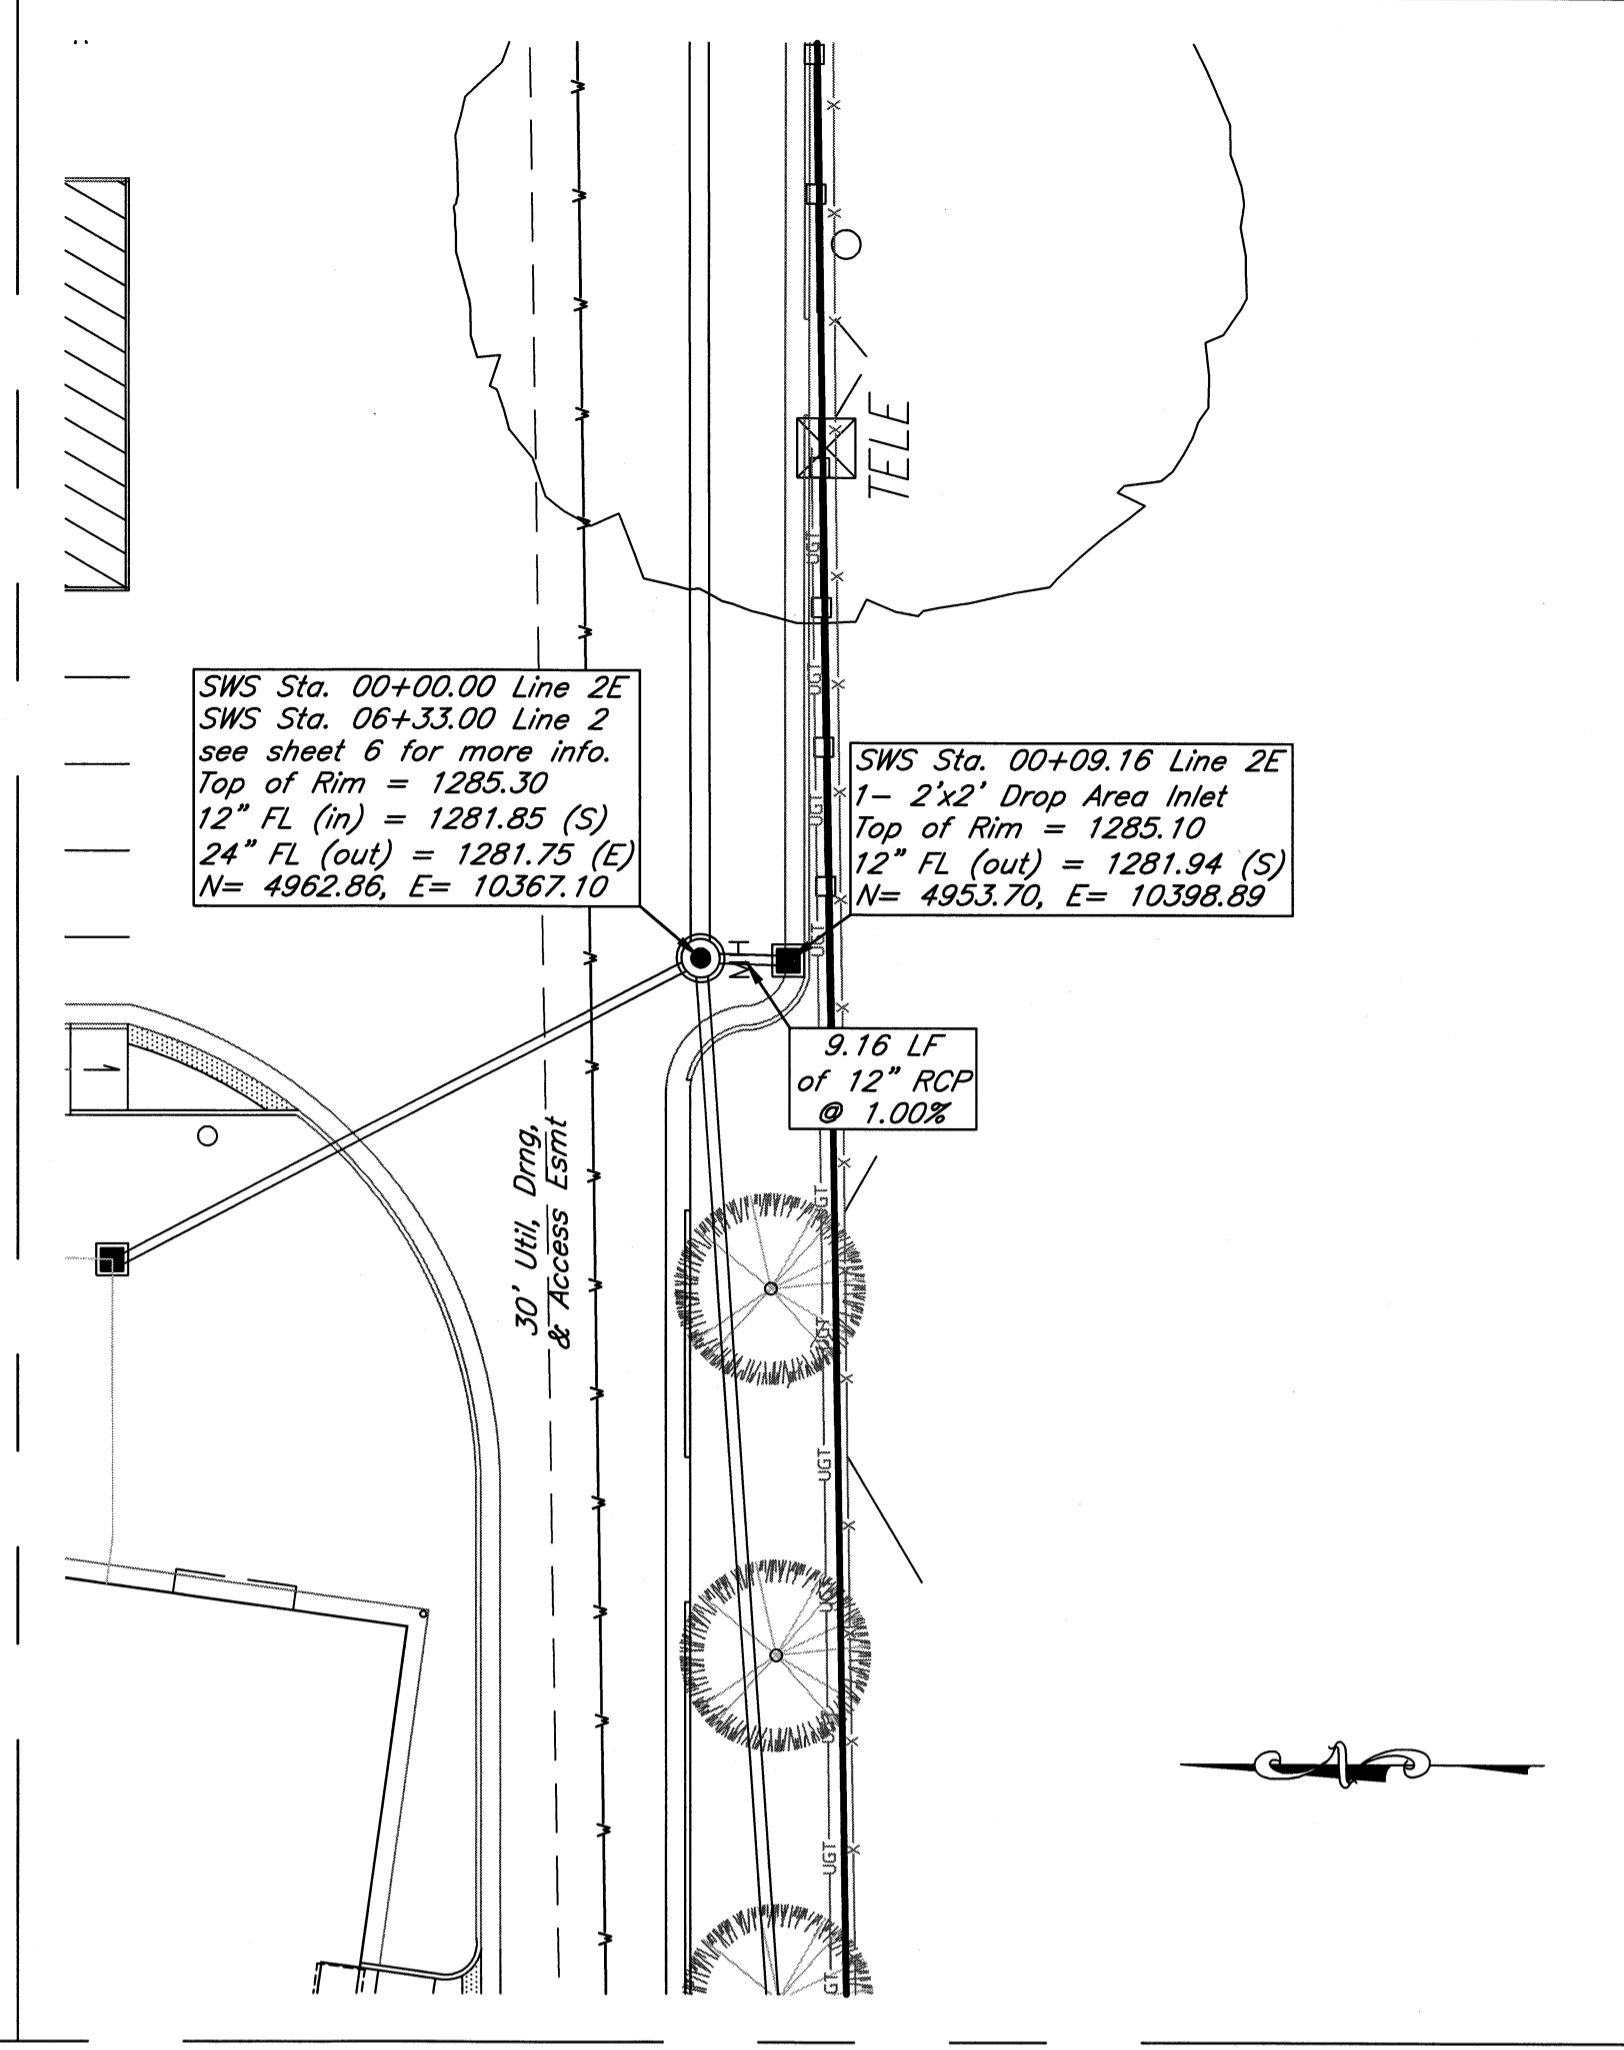 TELE
UGT
UGT
UGT
UGT
SWS Sta. 00+00.00 Line 2E
SWS Sta. 06+33.00 Line 2
see sheet 6 for more info.
Top of Rim = 1285.30
12" FL (in) = 1281.85 (S)
24" FL (out) = 1281.75 (E)
N= 4962.86, E= 10367.10
SWS Sta. 00+09.16 Line 2E
1- 2'x2' Drop Area Inlet
Top of Rim = 1285.10
12" FL (out) = 1281.94 (S)
N= 4953.70, E= 10398.89
MH
9.16 LF
of 12" RCP
@ 1.00%
30' Util, Drng,
& Access Esmt
UGT
UGT
UGT
UGT
N